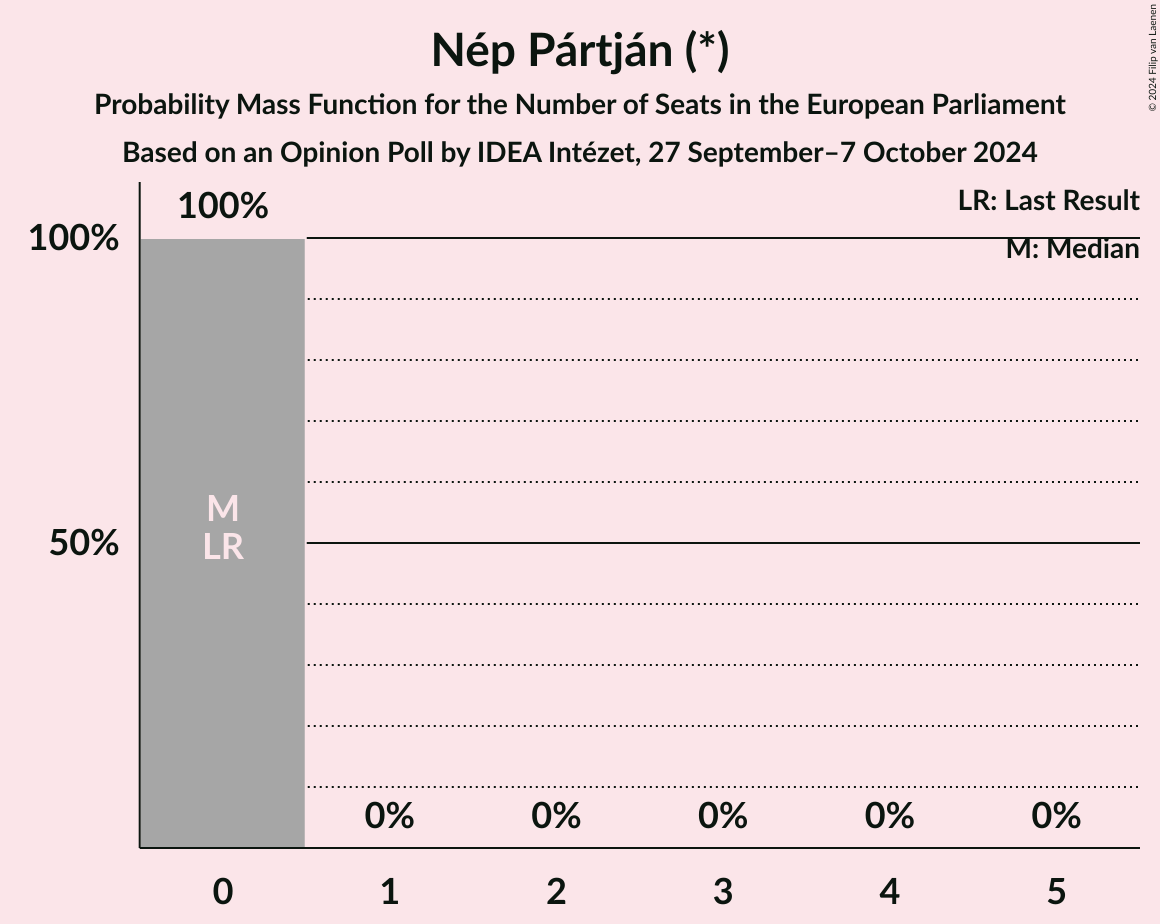 Nép Pártján (*)
Probability Mass Function for the Number of Seats in the European Parliament
Based on an Opinion Poll by IDEA Intézet, 27 September–7 October 2024
© 2024 Filip van Laenen
LR: Last Result
M: Median
100%
100%
50%
M
LR
0% 0% 0% 0% 0%
0 1 2 3 4 5